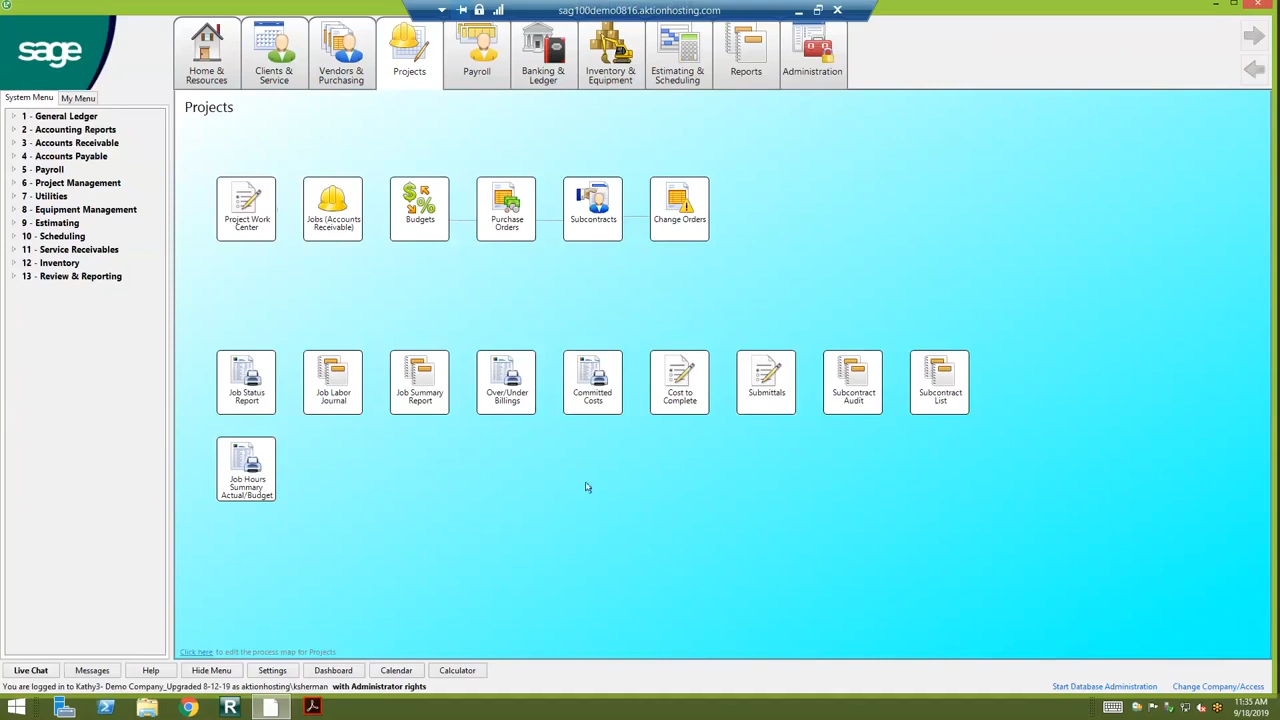 sag100demo0816.aktionhosting.com
sage
Home & Resources
Clients & Service
Vendors & Purchasing
Projects
Payroll
Banking & Ledger
Inventory & Equipment
Estimating & Scheduling
Reports
Administration
System Menu
My Menu
1 - General Ledger
2 - Accounting Reports
3 - Accounts Receivable
4 - Accounts Payable
5 - Payroll
6 - Project Management
7 - Utilities
8 - Equipment Management
9 - Estimating
10 - Scheduling
11 - Service Receivables
12 - Inventory
13 - Review & Reporting
Projects
Project Work Center
Jobs (Accounts Receivable)
Budgets
Purchase Orders
Subcontracts
Change Orders
Job Status Report
Job Labor Journal
Job Summary Report
Over/Under Billings
Committed Costs
Cost to Complete
Submittals
Subcontract Audit
Subcontract List
Job Hours Summary Actual/Budget
Click here to edit the process map for Projects
Live Chat
Messages
Help
Hide Menu
Settings
Dashboard
Calendar
Calculator
You are logged in to Kathy3- Demo Company_Upgraded 8-12-19 as aktionhosting\ksherman with Administrator rights
Start Database Administration
Change Company/Access
R
11:35 AM
9/18/2019